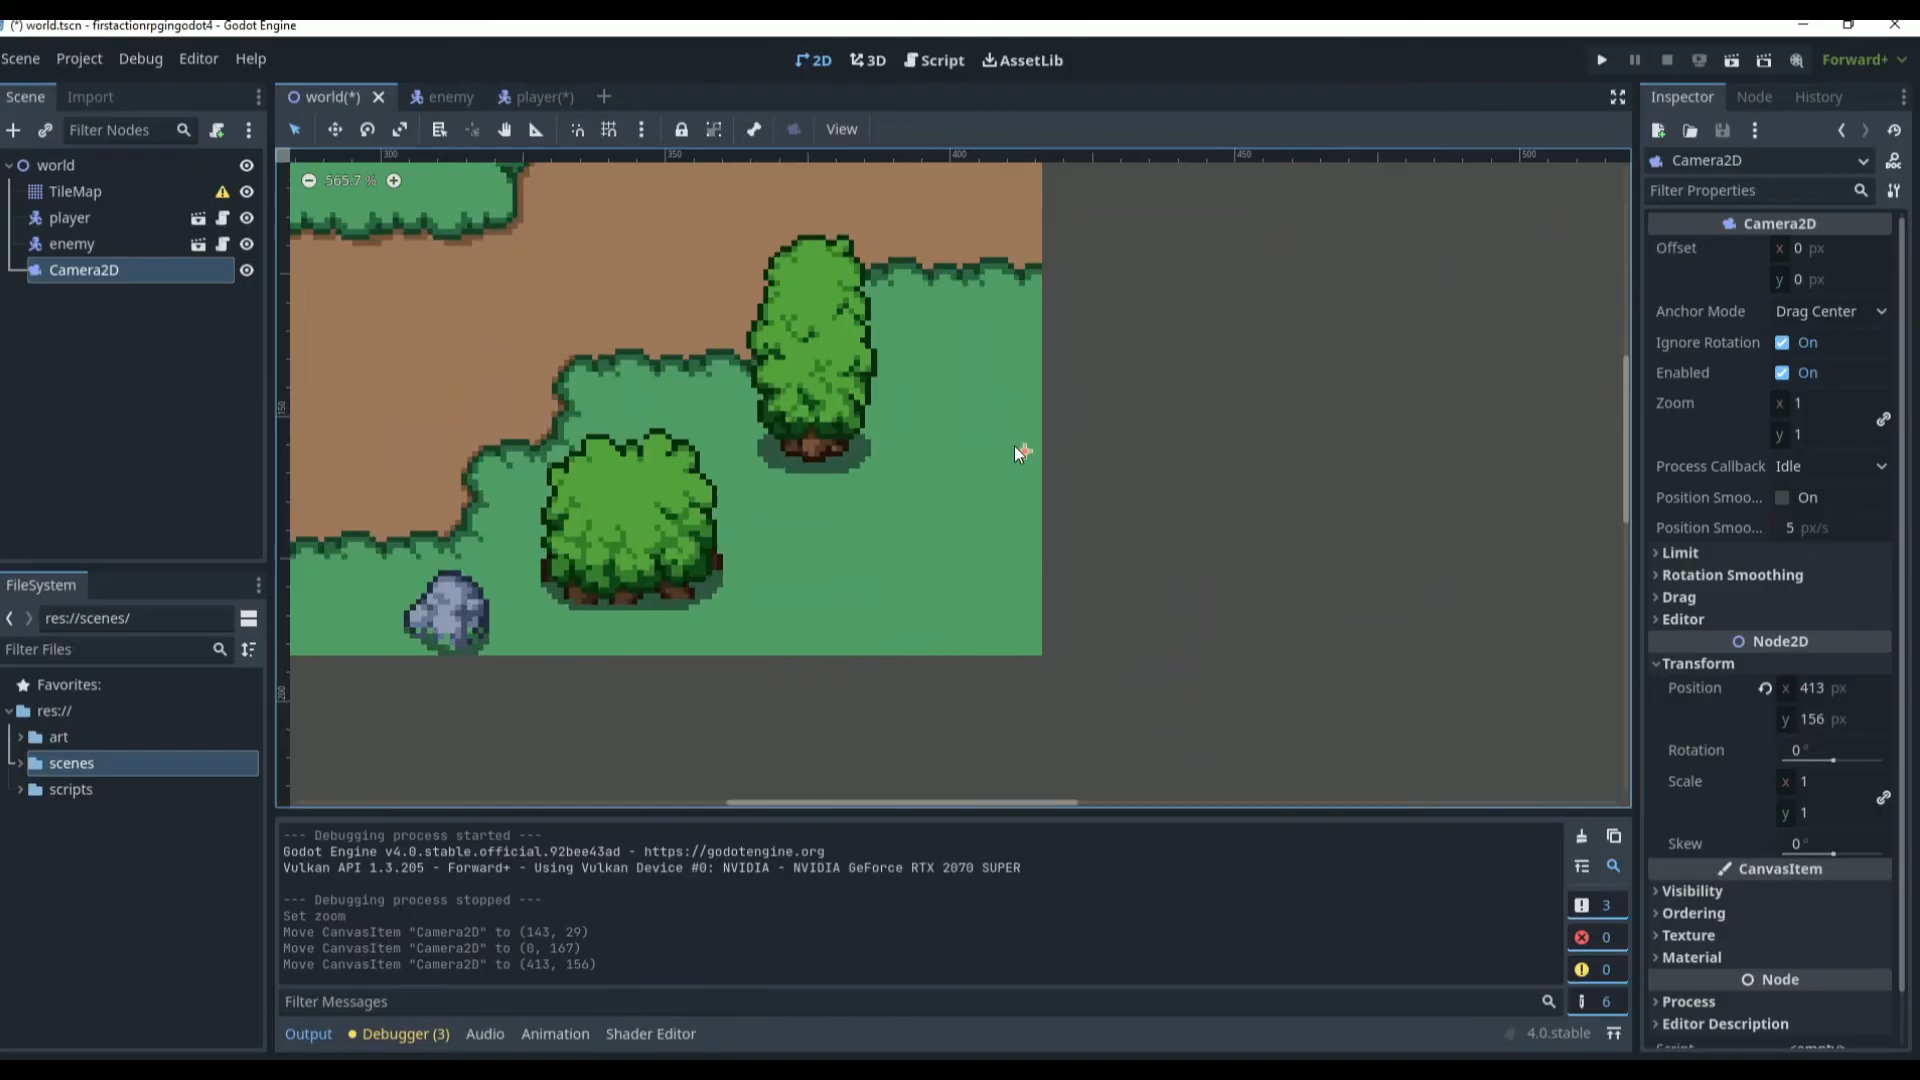 (*) world.tscn - firstactionrpgingodot4 - Godot Engine
Scene Project Debug Editor Help
2D 3D Script AssetLib
Forward+
Scene Import
world(*) enemy player(*)
Inspector Node History
Filter Nodes
View
world
TileMap
player
enemy
Camera2D
300 350 400 450 500
565.7 %
150
200
Camera2D
Filter Properties
Camera2D
Offset x 0 px
y 0 px
Anchor Mode Drag Center
Ignore Rotation On
Enabled On
Zoom x 1
y 1
Process Callback Idle
Position Smoo... On
Position Smoo... 5 px/s
Limit
Rotation Smoothing
Drag
Editor
Node2D
Transform
Position x 413 px
y 156 px
Rotation 0 °
Scale x 1
y 1
Skew 0 °
CanvasItem
Visibility
Ordering
Texture
Material
Node
Process
Editor Description
FileSystem
res://scenes/
Filter Files
Favorites:
res://
art
scenes
scripts
--- Debugging process started ---
Godot Engine v4.0.stable.official.92bee43ad - https://godotengine.org
Vulkan API 1.3.205 - Forward+ - Using Vulkan Device #0: NVIDIA - NVIDIA GeForce RTX 2070 SUPER
--- Debugging process stopped ---
Set zoom
Move CanvasItem "Camera2D" to (143, 29)
Move CanvasItem "Camera2D" to (0, 167)
Move CanvasItem "Camera2D" to (413, 156)
3
0
0
6
Filter Messages
Output Debugger (3) Audio Animation Shader Editor
4.0.stable